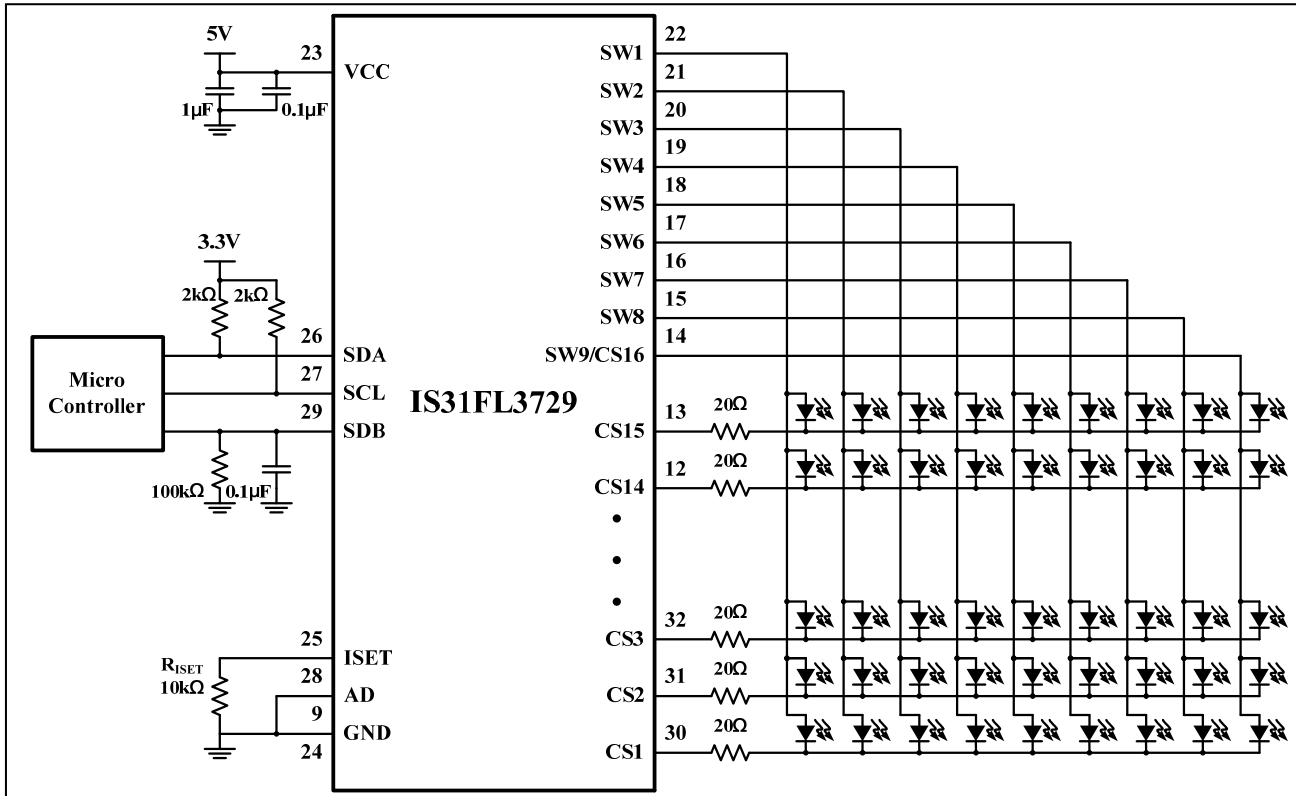 5V
23
VCC
1µF
0.1µF
3.3V
2kΩ
2kΩ
Micro
Controller
26
SDA
27
SCL
29
SDB
100kΩ
0.1µF
R_ISET
10kΩ
25
ISET
28
AD
9
GND
24
IS31FL3729
22
SW1
21
SW2
20
SW3
19
SW4
18
SW5
17
SW6
16
SW7
15
SW8
14
SW9/CS16
13
20Ω
CS15
12
20Ω
CS14
32
20Ω
CS3
31
20Ω
CS2
30
20Ω
CS1